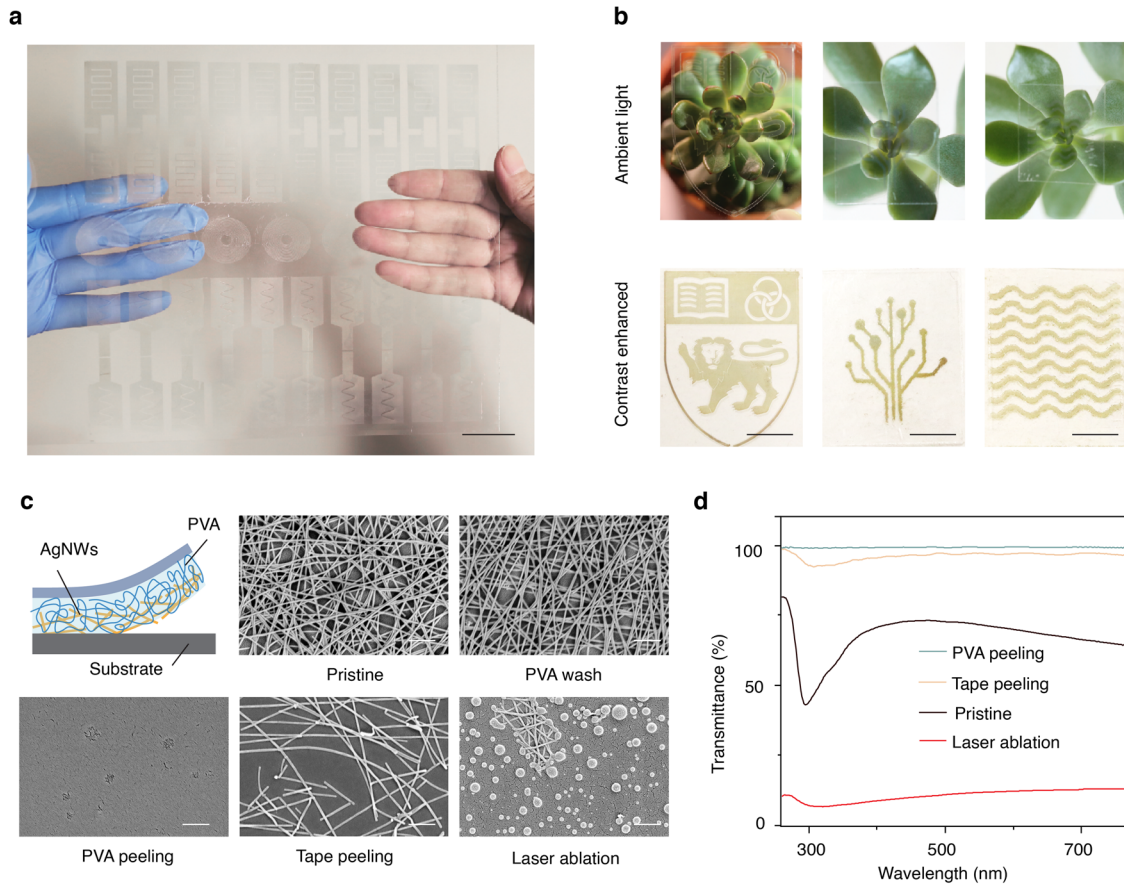 a
b
Ambient light
Contrast enhanced
c
PVA
AgNWs
Substrate
Pristine
PVA wash
PVA peeling
Tape peeling
Laser ablation
d
Transmittance (%)
100
50
0
PVA peeling
Tape peeling
Pristine
Laser ablation
300
500
700
Wavelength (nm)